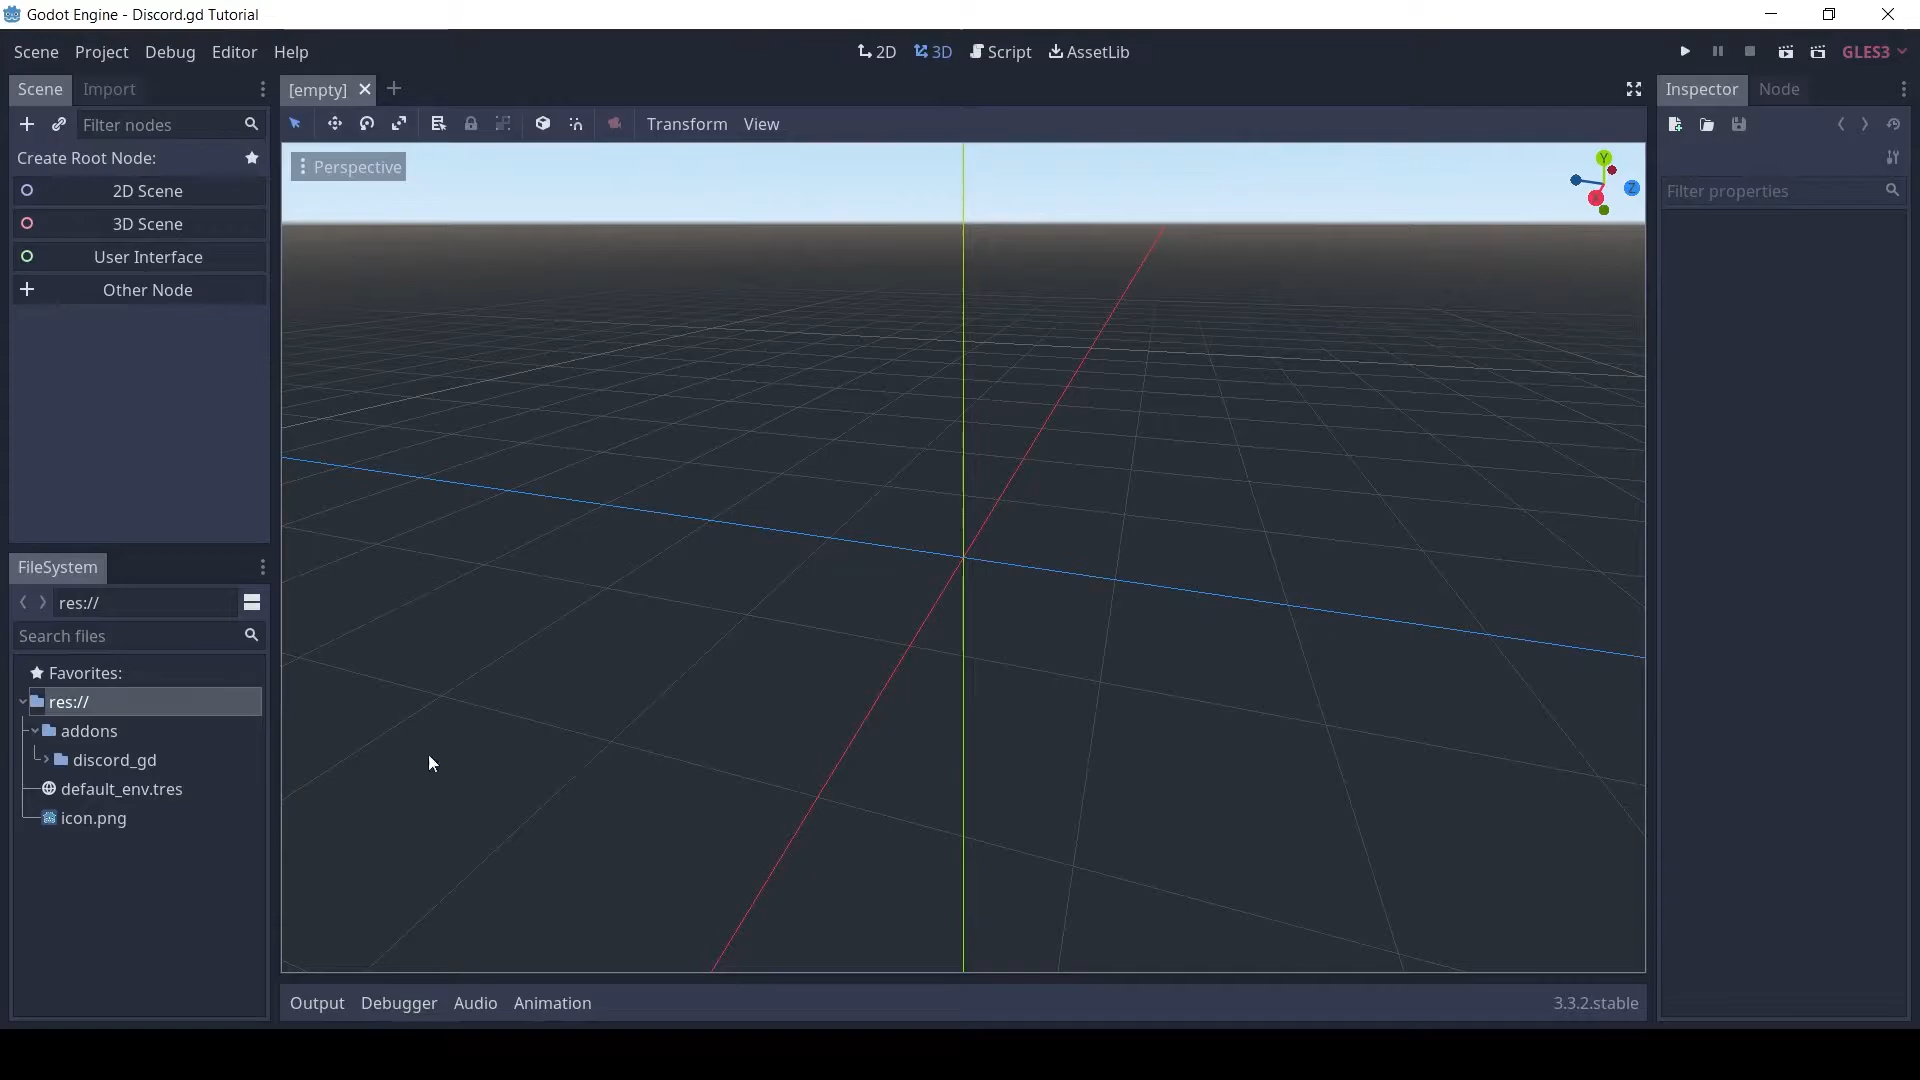 Godot Engine - Discord.gd Tutorial
Scene Project Debug Editor Help
2D 3D Script AssetLib
GLES3
Scene Import
[empty]
Inspector Node
Filter nodes
Transform View
Create Root Node:
Perspective
Y
Z
2D Scene
Filter properties
3D Scene
User Interface
Other Node
FileSystem
res://
Search files
Favorites:
res://
addons
discord_gd
default_env.tres
icon.png
Output Debugger Audio Animation
3.3.2.stable